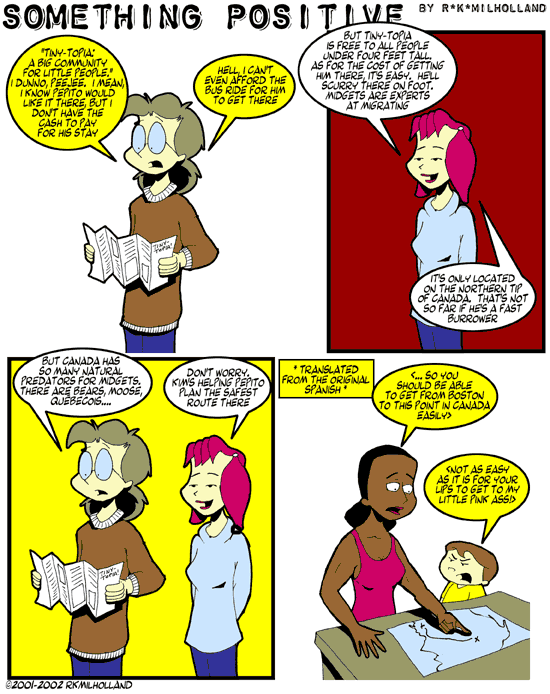 SOMETHING POSITIVE BY R*K*MILHOLLAND
"TINY-TOPIA:
A BIG COMMUNITY
FOR LITTLE PEOPLE."
I DUNNO, PEEJEE. I MEAN,
I KNOW PEPITO WOULD
LIKE IT THERE, BUT I
DON'T HAVE THE
CASH TO PAY
FOR HIS STAY
HELL, I CAN'T
EVEN AFFORD THE
BUS RIDE FOR HIM
TO GET THERE
TINY-
TOPIA!
BUT TINY-TOPIA
IS FREE TO ALL PEOPLE
UNDER FOUR FEET TALL.
AS FOR THE COST OF GETTING
HIM THERE, IT'S EASY. HE'LL
SCURRY THERE ON FOOT.
MIDGETS ARE EXPERTS
AT MIGRATING
IT'S ONLY LOCATED
ON THE NORTHERN TIP
OF CANADA. THAT'S NOT
SO FAR IF HE'S A FAST
BURROWER
BUT CANADA HAS
SO MANY NATURAL
PREDATORS FOR MIDGETS.
THERE ARE BEARS, MOOSE,
QUEBECOIS....
DON'T WORRY.
KIM'S HELPING PEPITO
PLAN THE SAFEST
ROUTE THERE
TINY-
TOPIA!
* TRANSLATED
FROM THE ORIGINAL
SPANISH *
<... SO YOU
SHOULD BE ABLE
TO GET FROM BOSTON
TO THIS POINT IN CANADA
EASILY>
<NOT AS EASY
AS IT IS FOR YOUR
LIPS TO GET TO MY
LITTLE PINK ASS!>
X
©2001-2002 RKMILHOLLAND